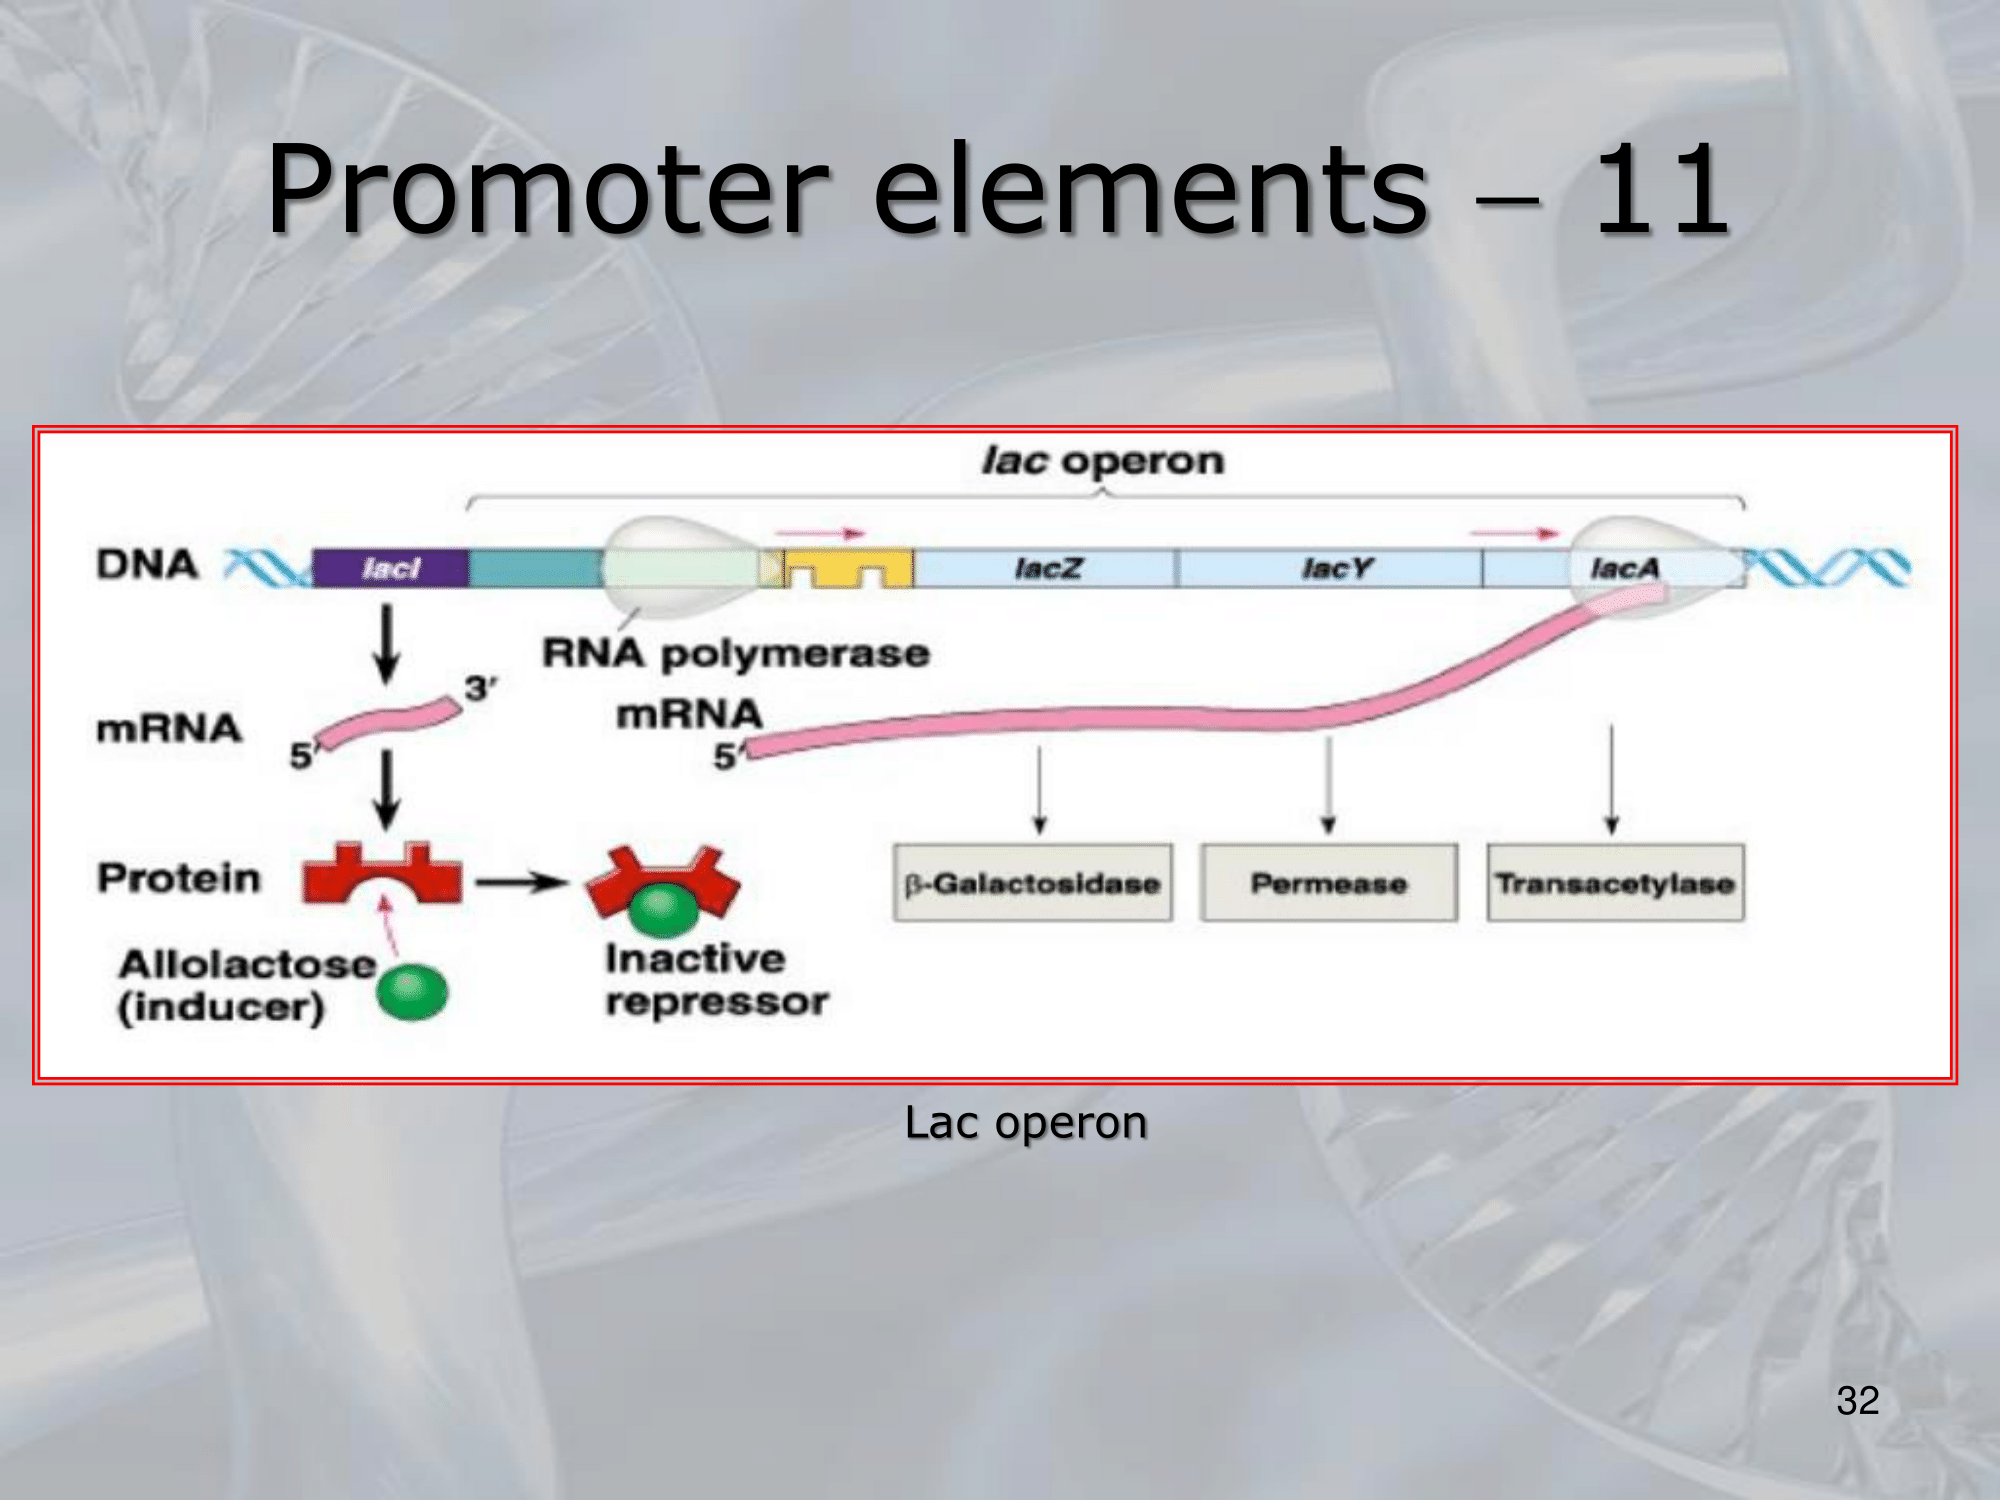 Promoter elements – 11
lac operon
DNA
lacI
lacZ
lacY
lacA
RNA polymerase
mRNA
5′
3′
mRNA
5′
Protein
β-Galactosidase
Permease
Transacetylase
Allolactose
(inducer)
Inactive
repressor
Lac operon
32